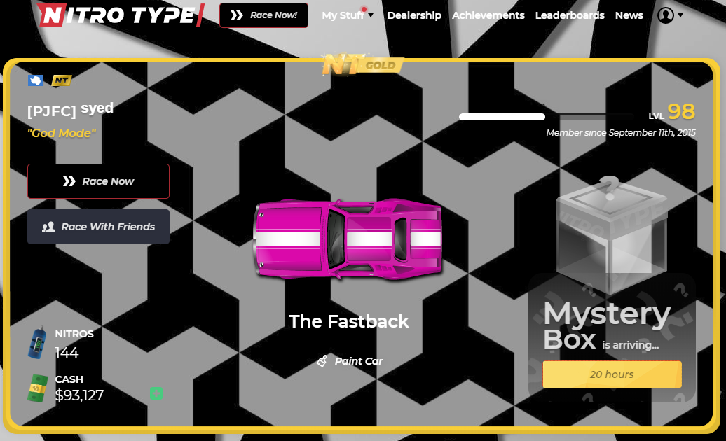 NITRO TYPE
Race Now!
My Stuff
Dealership
Achievements
Leaderboards
News
NT GOLD
NT
[PJFC] syed
"God Mode"
LVL 98
Member since September 11th, 2015
Race Now
Race With Friends
The Fastback
Paint Car
NITROS
144
CASH
$93,127
?
Mystery
Box is arriving...
20 hours